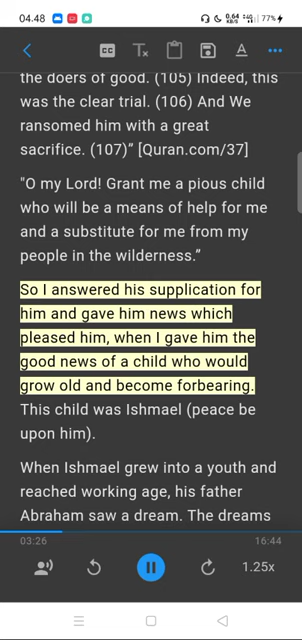 04.48
0.64
KB/S
77%
CC
the doers of good. (105) Indeed, this
was the clear trial. (106) And We
ransomed him with a great
sacrifice. (107)” [Quran.com/37]
"O my Lord! Grant me a pious child
who will be a means of help for me
and a substitute for me from my
people in the wilderness.”
So I answered his supplication for
him and gave him news which
pleased him, when I gave him the
good news of a child who would
grow old and become forbearing.
This child was Ishmael (peace be
upon him).
When Ishmael grew into a youth and
reached working age, his father
Abraham saw a dream. The dreams
03:26
16:44
1.25x